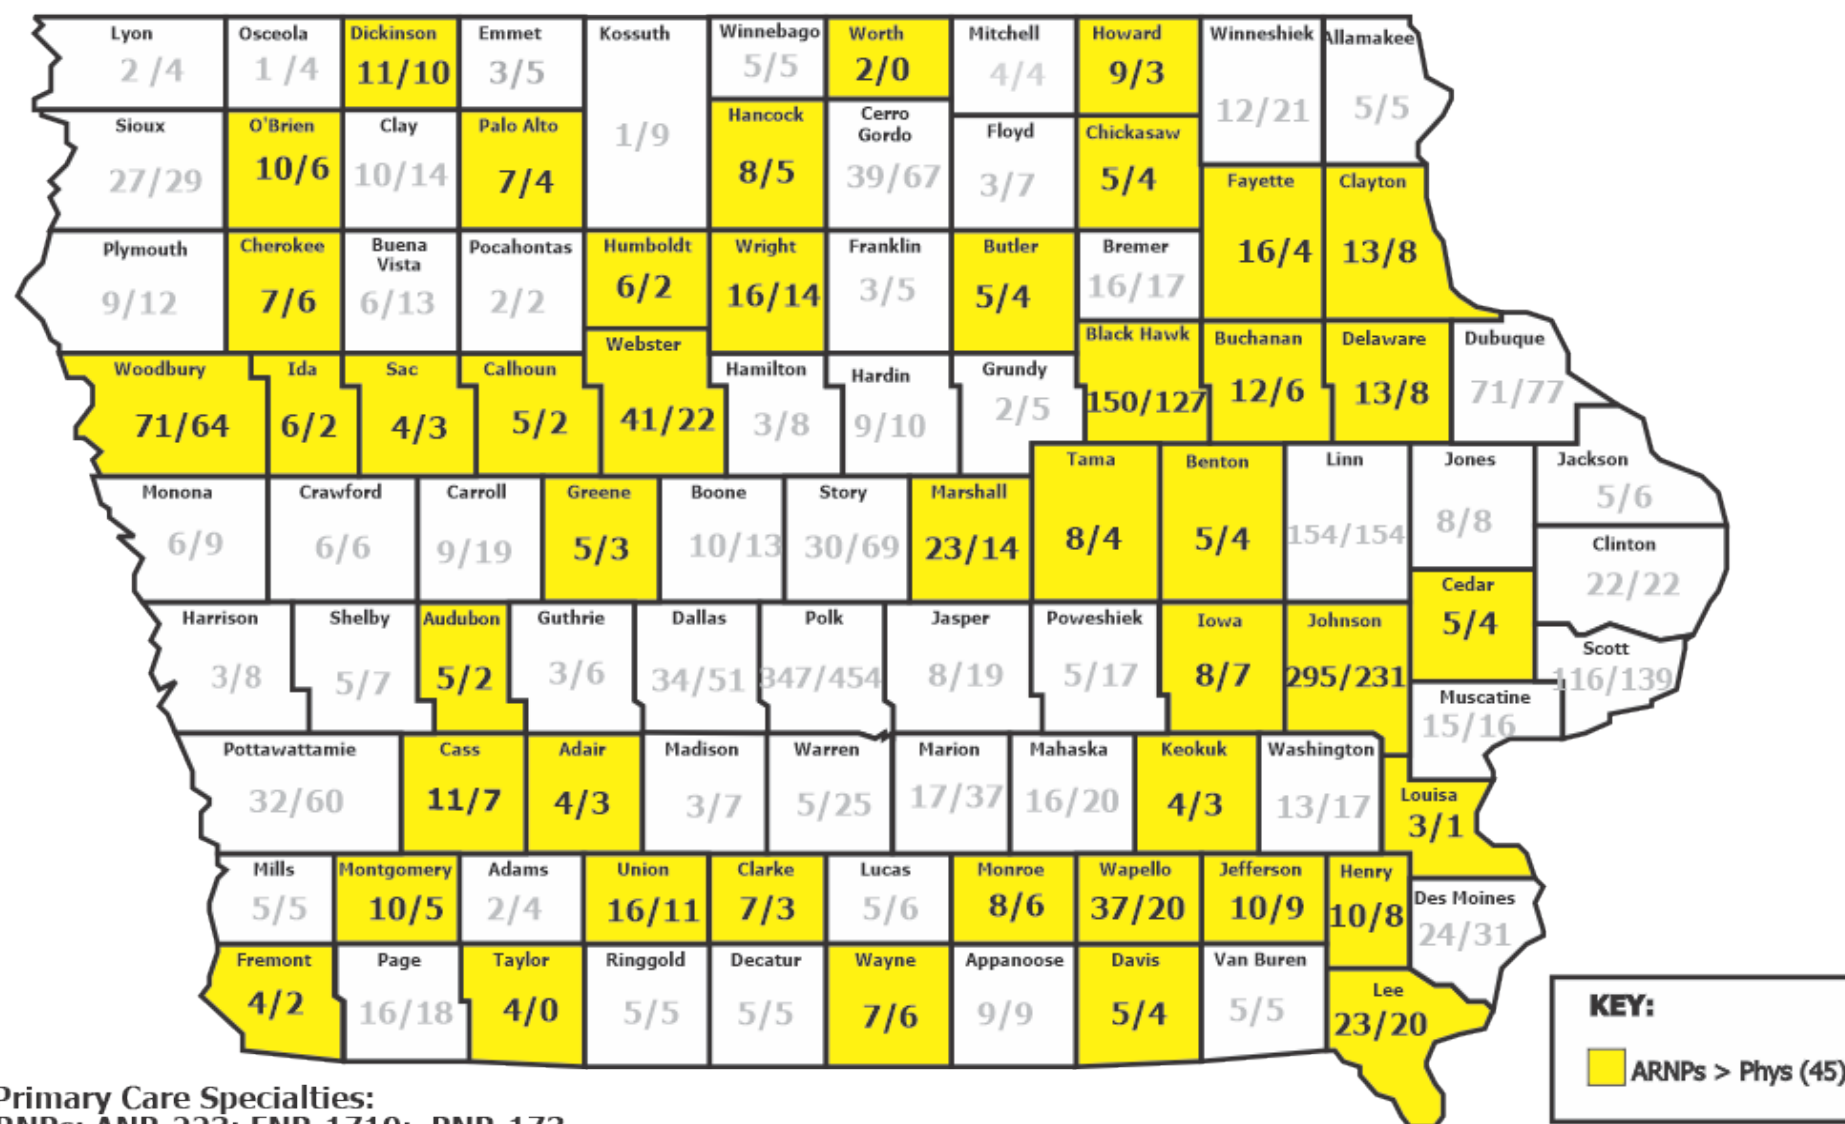 Lyon
2 /4
Osceola
1 /4
Dickinson
11/10
Emmet
3/5
Kossuth
1/9
Winnebago
5/5
Worth
2/0
Mitchell
4/4
Howard
9/3
Winneshiek
12/21
Allamakee
5/5
Sioux
27/29
O'Brien
10/6
Clay
10/14
Palo Alto
7/4
Hancock
8/5
Cerro
Gordo
39/67
Floyd
3/7
Chickasaw
5/4
Fayette
16/4
Clayton
13/8
Plymouth
9/12
Cherokee
7/6
Buena
Vista
6/13
Pocahontas
2/2
Humboldt
6/2
Wright
16/14
Franklin
3/5
Butler
5/4
Bremer
16/17
Woodbury
71/64
Ida
6/2
Sac
4/3
Calhoun
5/2
Webster
41/22
Hamilton
3/8
Hardin
9/10
Grundy
2/5
Black Hawk
150/127
Buchanan
12/6
Delaware
13/8
Dubuque
71/77
Monona
6/9
Crawford
6/6
Carroll
9/19
Greene
5/3
Boone
10/13
Story
30/69
Marshall
23/14
Tama
8/4
Benton
5/4
Linn
154/154
Jones
8/8
Jackson
5/6
Clinton
22/22
Cedar
5/4
Harrison
3/8
Shelby
5/7
Audubon
5/2
Guthrie
3/6
Dallas
34/51
Polk
347/454
Jasper
8/19
Poweshiek
5/17
Iowa
8/7
Johnson
295/231
Scott
116/139
Muscatine
15/16
Pottawattamie
32/60
Cass
11/7
Adair
4/3
Madison
3/7
Warren
5/25
Marion
17/37
Mahaska
16/20
Keokuk
4/3
Washington
13/17
Louisa
3/1
Mills
5/5
Montgomery
10/5
Adams
2/4
Union
16/11
Clarke
7/3
Lucas
5/6
Monroe
8/6
Wapello
37/20
Jefferson
10/9
Henry
10/8
Des Moines
24/31
Fremont
4/2
Page
16/18
Taylor
4/0
Ringgold
5/5
Decatur
5/5
Wayne
7/6
Appanoose
9/9
Davis
5/4
Van Buren
5/5
Lee
23/20
KEY:
ARNPs > Phys (45)
Primary Care Specialties: